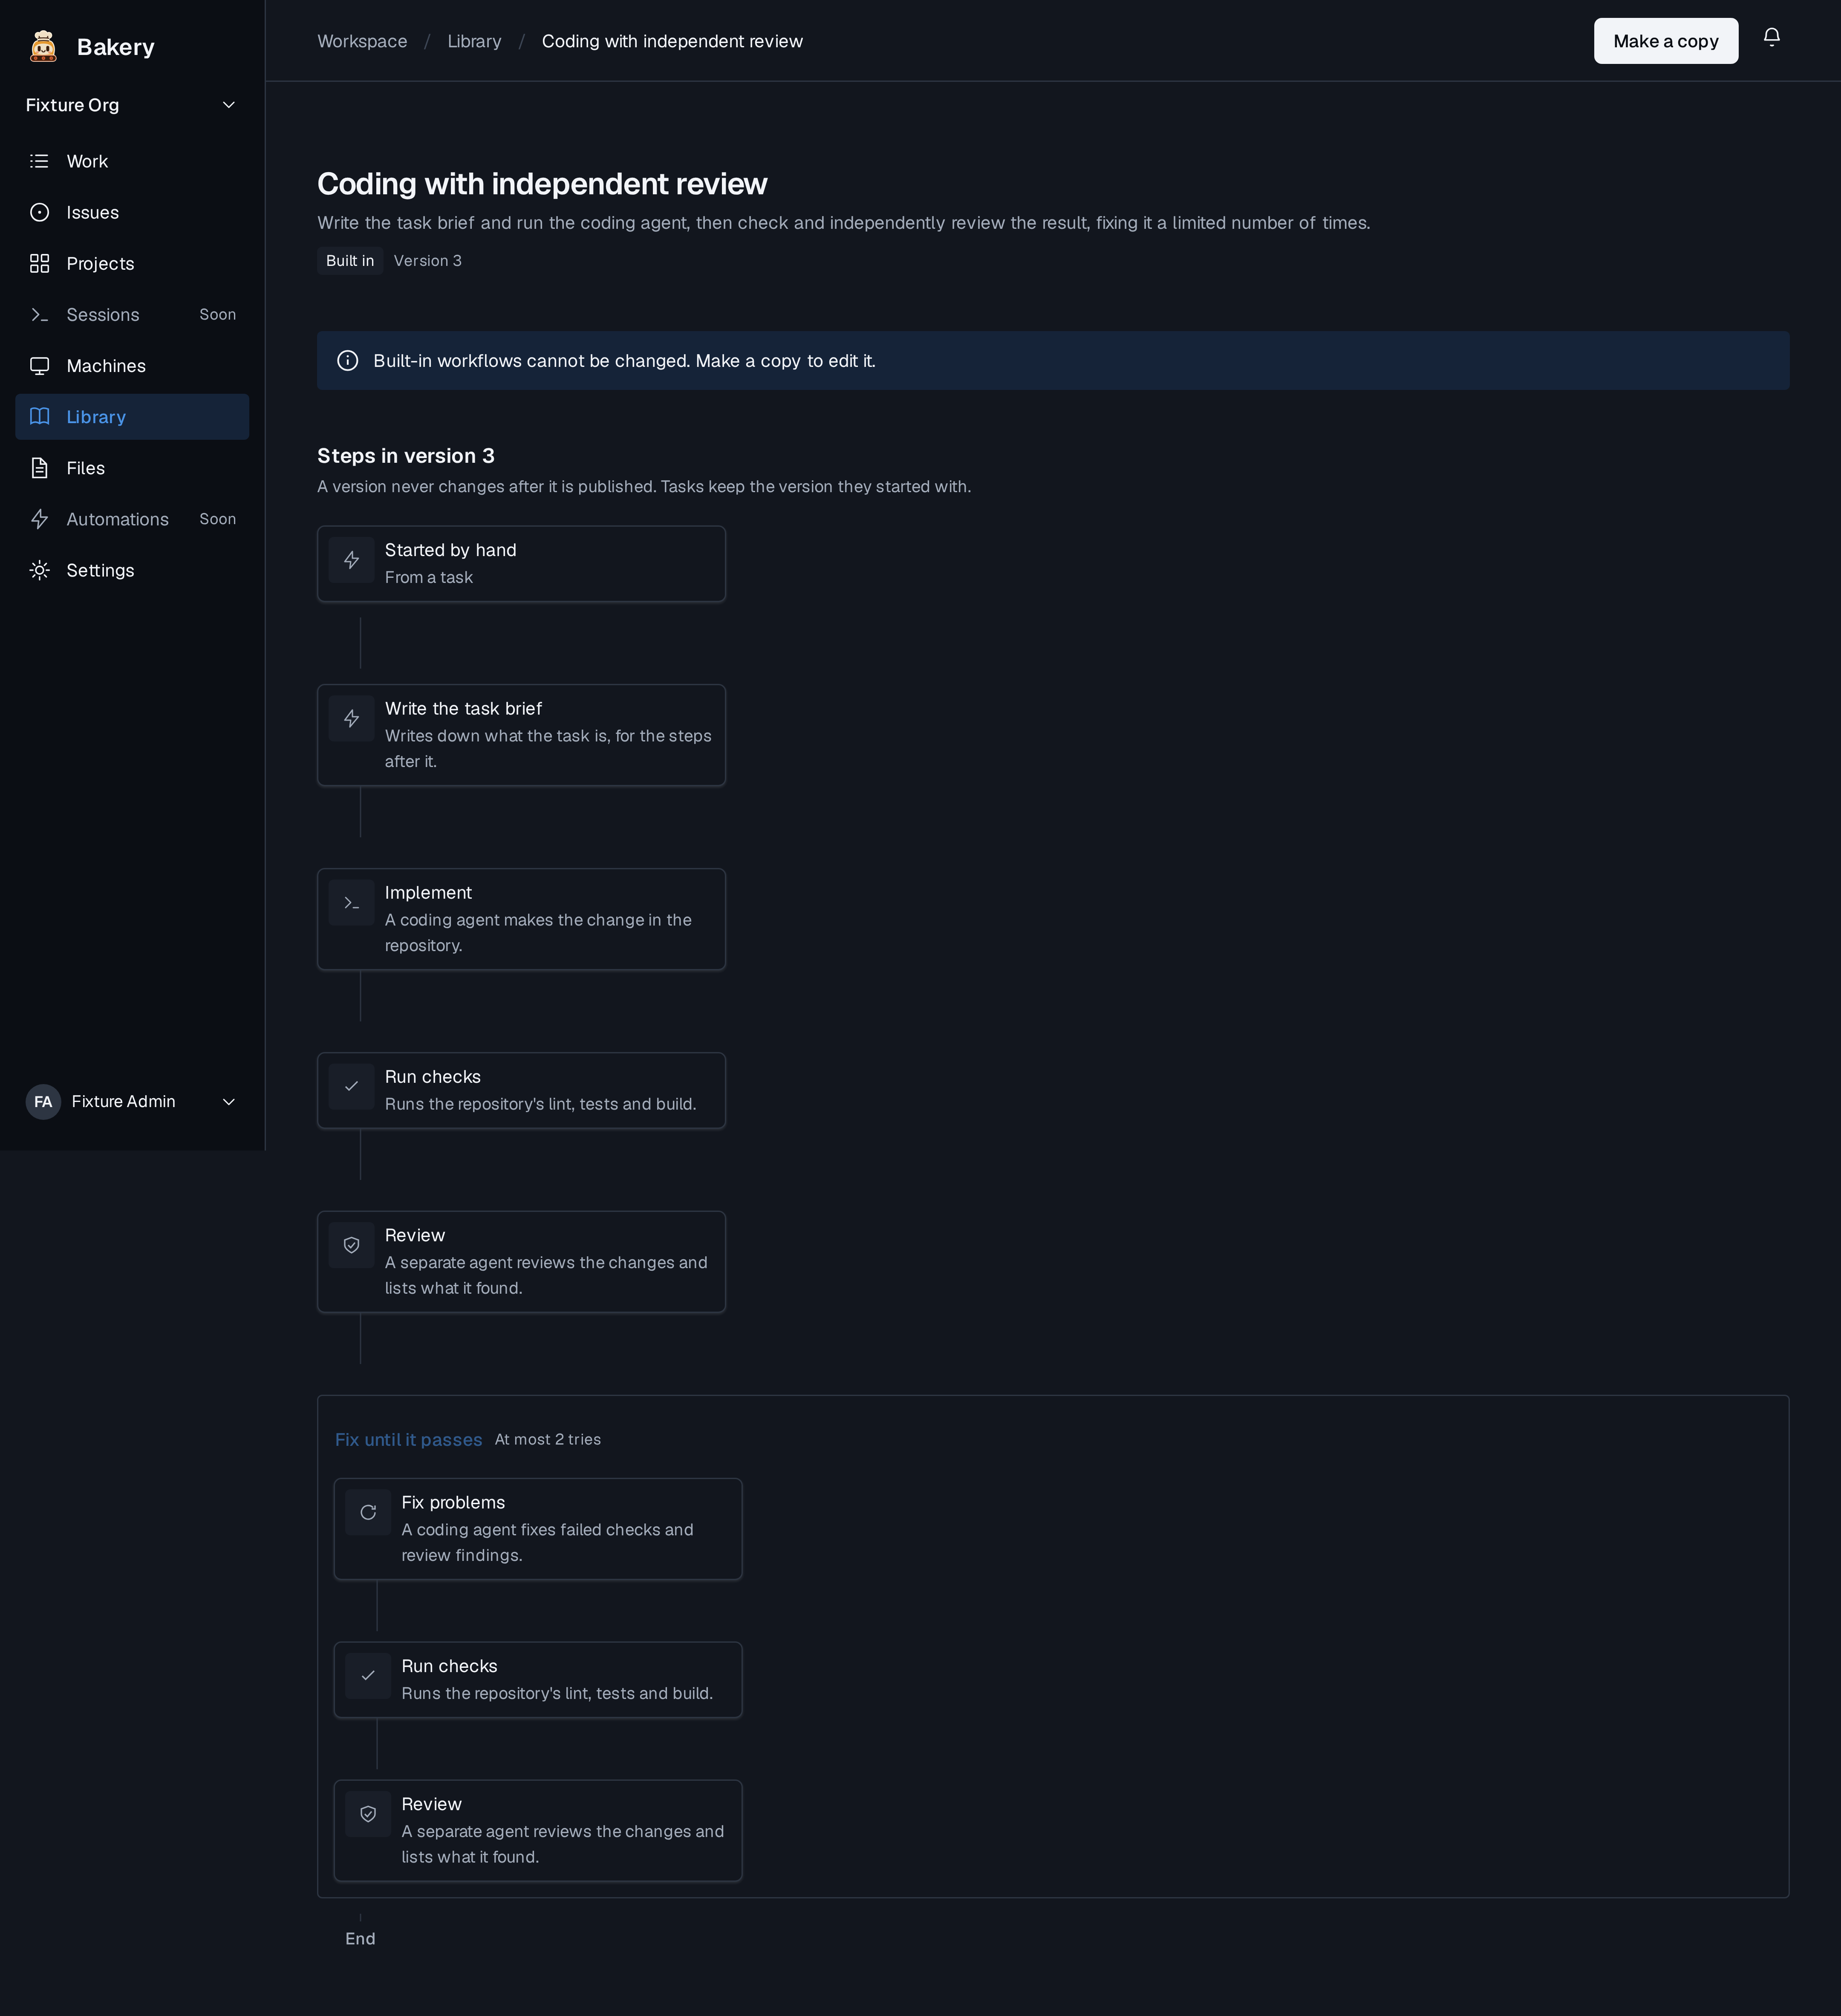 Bakery
Workspace / Library / Coding with independent review
Make a copy
Fixture Org
Work
Issues
Projects
Sessions Soon
Machines
Library
Files
Automations Soon
Settings
FA Fixture Admin
Coding with independent review
Write the task brief and run the coding agent, then check and independently review the result, fixing it a limited number of times.
Built in Version 3
Built-in workflows cannot be changed. Make a copy to edit it.
Steps in version 3
A version never changes after it is published. Tasks keep the version they started with.
Started by hand
From a task
Write the task brief
Writes down what the task is, for the steps
after it.
Implement
A coding agent makes the change in the
repository.
Run checks
Runs the repository's lint, tests and build.
Review
A separate agent reviews the changes and
lists what it found.
Fix until it passes At most 2 tries
Fix problems
A coding agent fixes failed checks and
review findings.
Run checks
Runs the repository's lint, tests and build.
Review
A separate agent reviews the changes and
lists what it found.
End